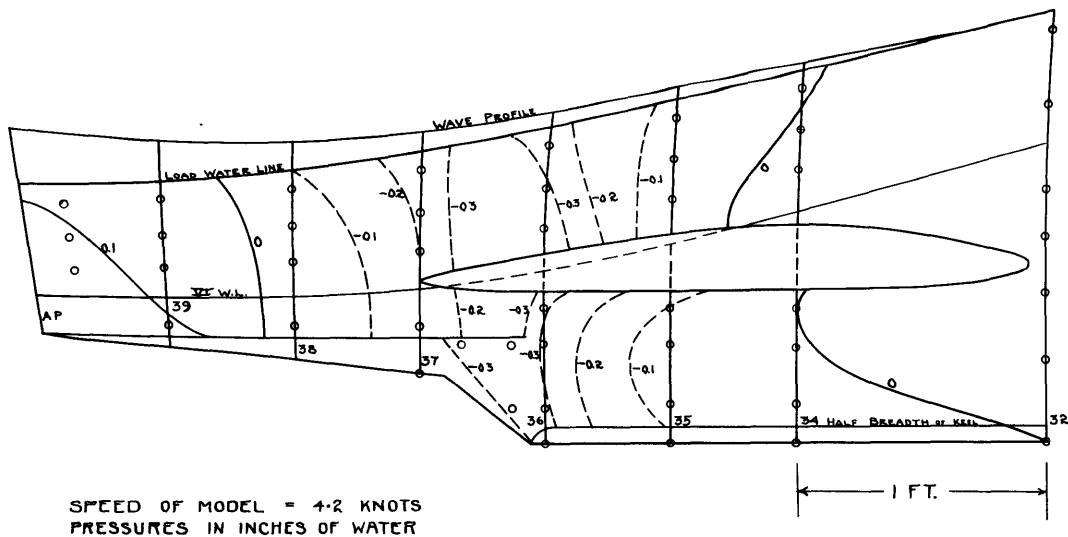 WAVE PROFILE
LOAD WATER LINE
-0.2
-0.3
-0.3
-0.2
-0.1
0
0.1
0
-0.1
VI W.L.
39
AP
38
37
-0.2
-0.3
-0.3
-0.3
-0.2
-0.1
0
36
35
34
HALF BREADTH OF KEEL
32
1 FT.
SPEED OF MODEL = 4.2 KNOTS
PRESSURES IN INCHES OF WATER